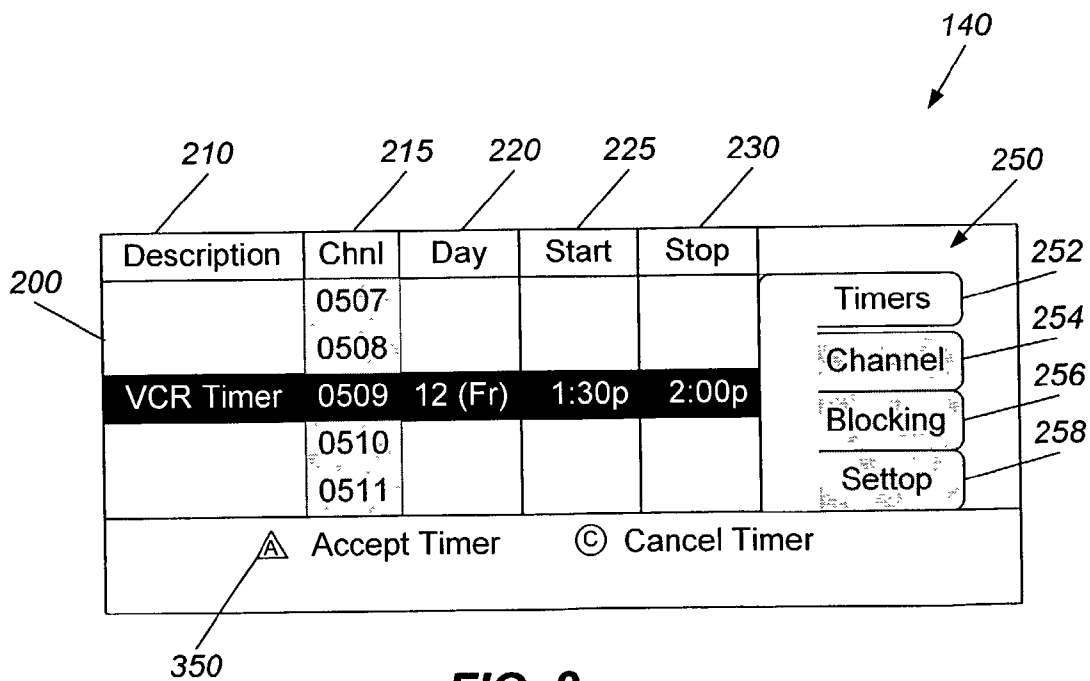 140
210 215 220 225 230
250
Description Chnl Day Start Stop
252
200
0507 Timers
254
0508 Channel
256
VCR Timer 0509 12 (Fr) 1:30p 2:00p
Blocking
258
0510
Settop
0511
A Accept Timer C Cancel Timer
350
FIG.